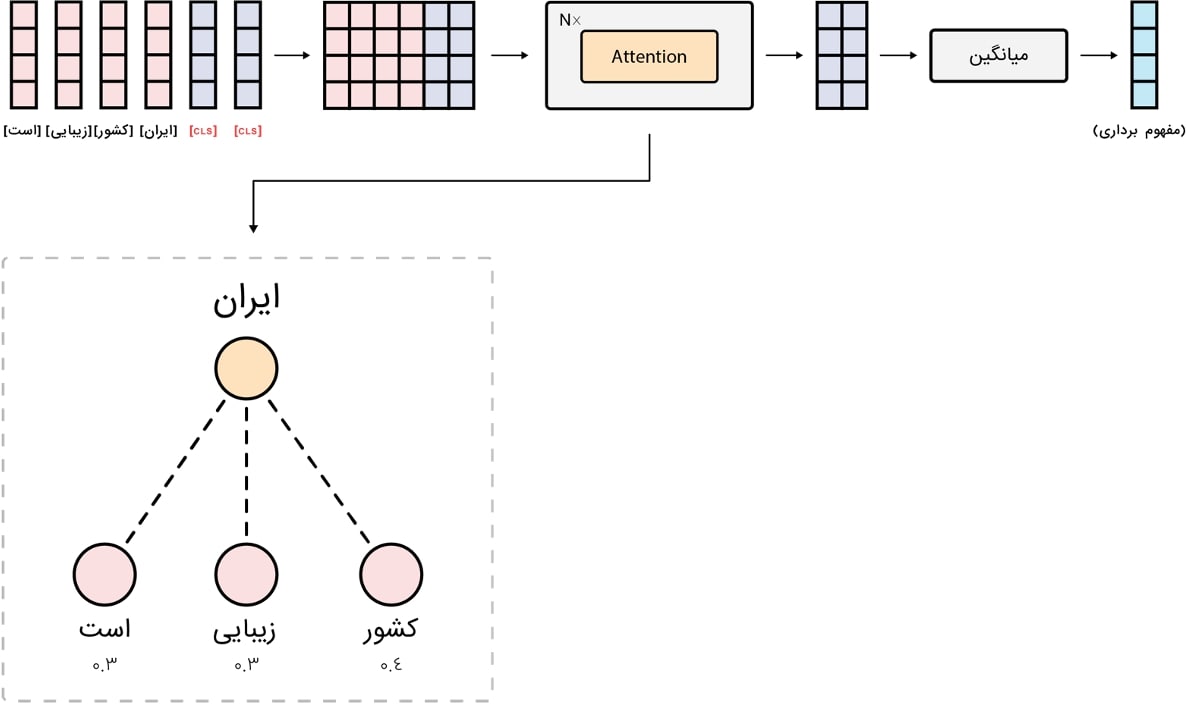 N×
Attention
میانگین
[CLS] [CLS] [ایران] [کشور] [زیبایی] [است]
(مفهوم برداری)
ایران
کشور زیبایی است
۰.٤ ۰.۳ ۰.۳